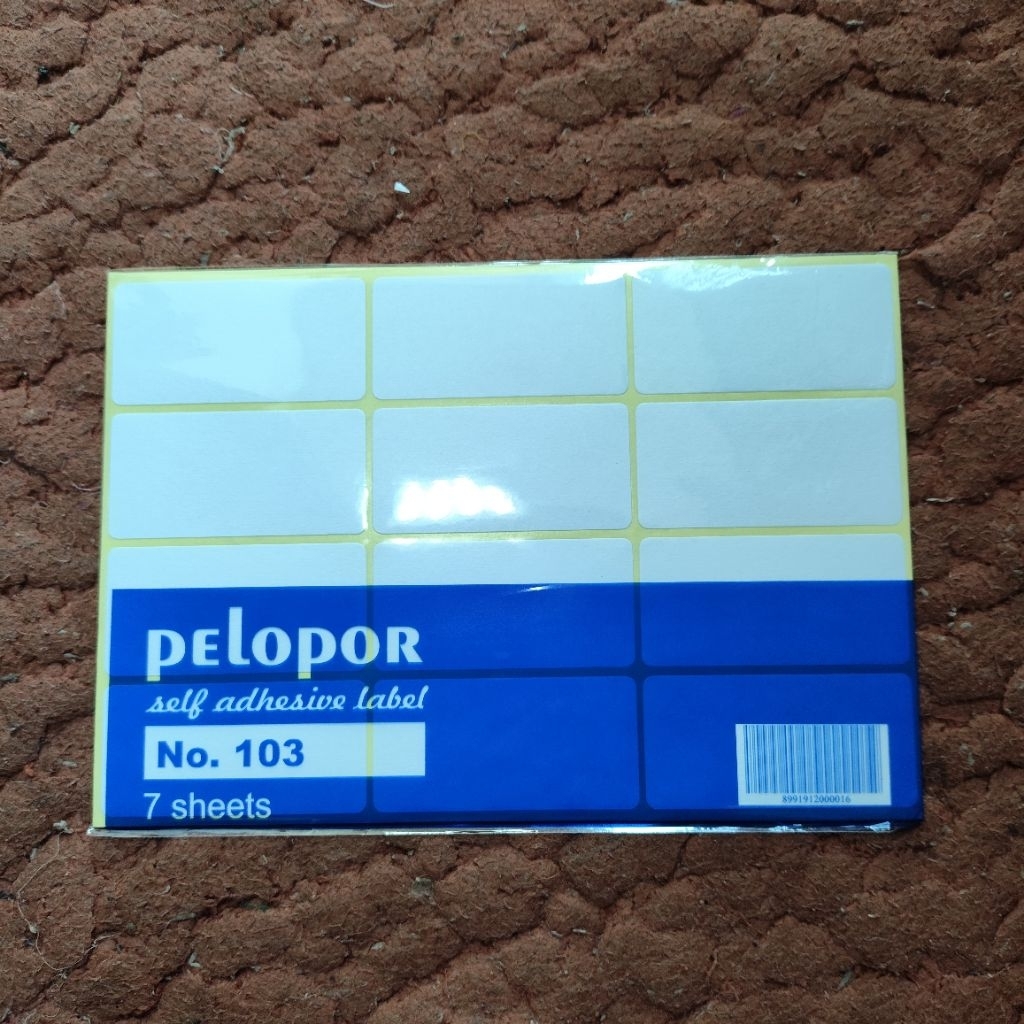 pelopor
self adhesive label
No. 103
7 sheets
8991912000016